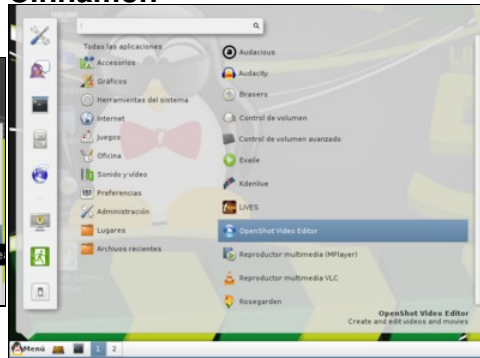 Cinnamon
Todas las aplicaciones
Accesorios
Gráficos
Herramientas del sistema
Internet
Juegos
Oficina
Sonido y vídeo
Preferencias
Administración
Lugares
Archivos recientes
Audacious
Audacity
Brasero
Control de volumen
Control de volumen avanzado
Exaile
Kdenlive
LiVES
OpenShot Video Editor
Reproductor multimedia (MPlayer)
Reproductor multimedia VLC
Rosegarden
OpenShot Video Editor
Create and edit videos and movies
Menú 1 2